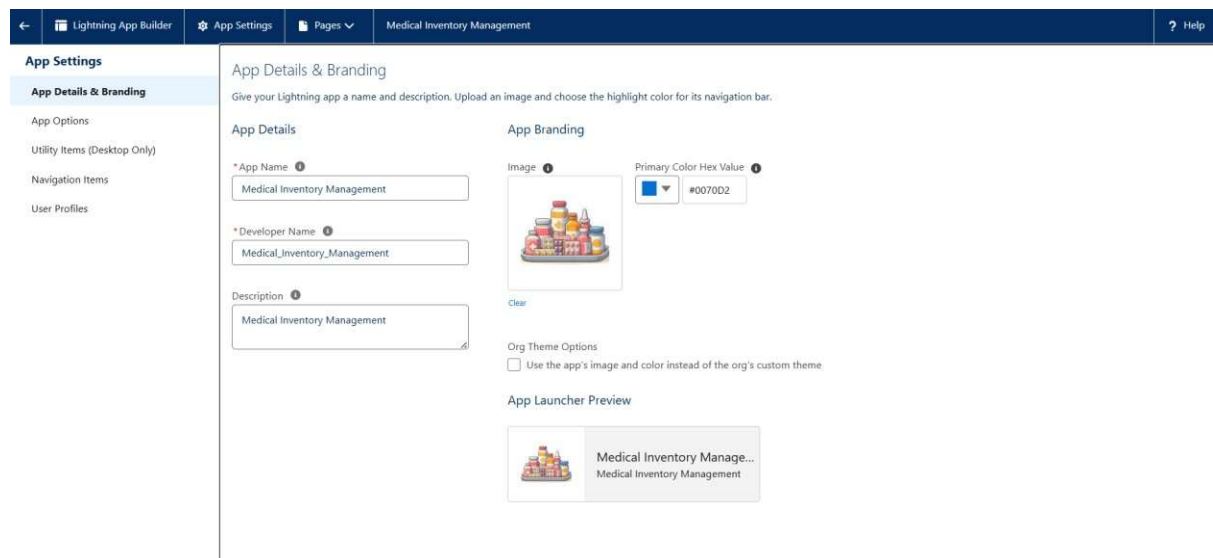 Lightning App Builder
App Settings
Pages
Medical Inventory Management
? Help
App Settings
App Details & Branding
App Options
Utility Items (Desktop Only)
Navigation Items
User Profiles
App Details & Branding
Give your Lightning app a name and description. Upload an image and choose the highlight color for its navigation bar.
App Details
*App Name
Medical Inventory Management
*Developer Name
Medical_Inventory_Management
Description
Medical Inventory Management
App Branding
Image
Primary Color Hex Value
#0070D2
Clear
Org Theme Options
Use the app's image and color instead of the org's custom theme
App Launcher Preview
Medical Inventory Manage...
Medical Inventory Management